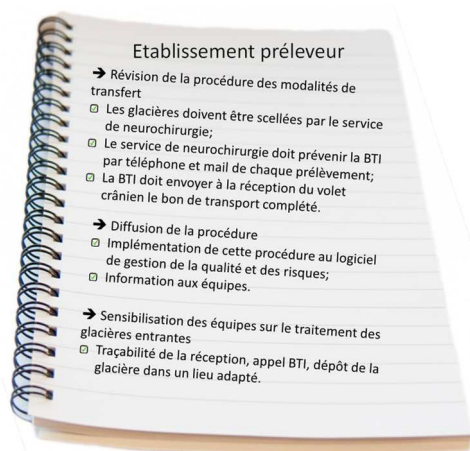 Etablissement préleveur
➔ Révision de la procédure des modalités de
transfert
☑ Les glacières doivent être scellées par le service
de neurochirurgie;
☑ Le service de neurochirurgie doit prévenir la BTI
par téléphone et mail de chaque prélèvement;
☑ La BTI doit envoyer à la réception du volet
crânien le bon de transport complété.
➔ Diffusion de la procédure
☑ Implémentation de cette procédure au logiciel
de gestion de la qualité et des risques;
☑ Information aux équipes.
➔ Sensibilisation des équipes sur le traitement des
glacières entrantes
☑ Traçabilité de la réception, appel BTI, dépôt de la
glacière dans un lieu adapté.